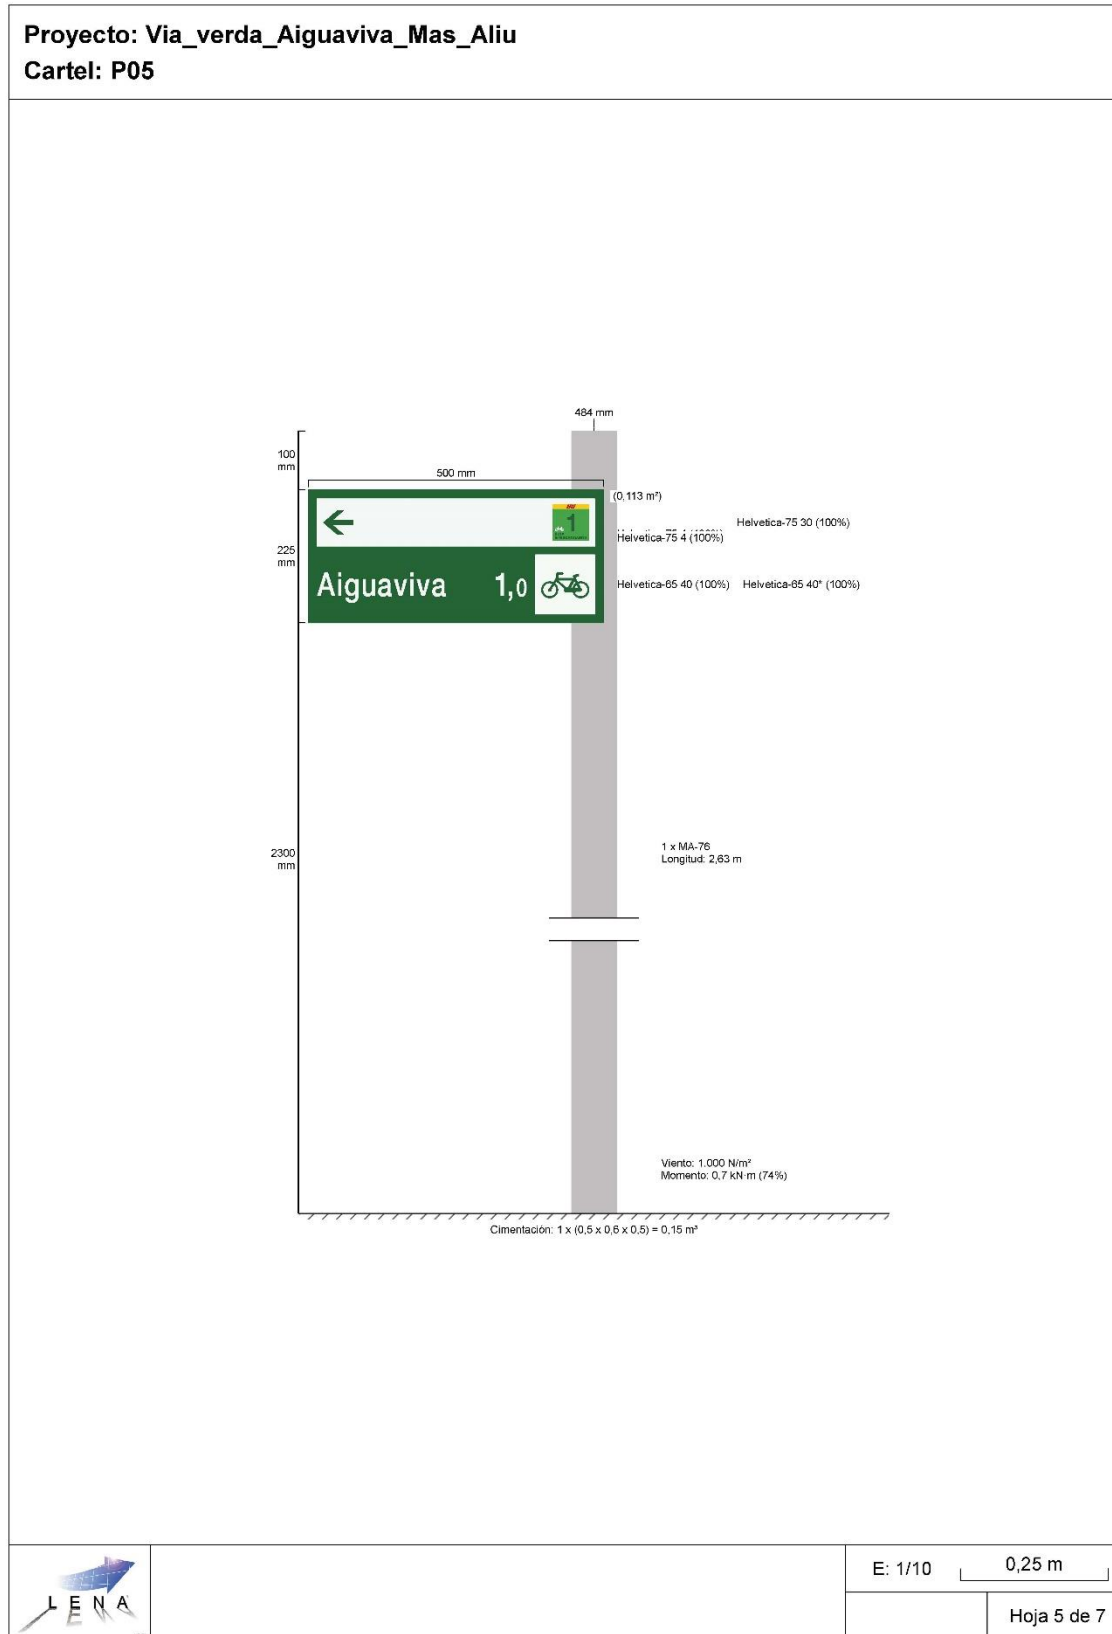 Proyecto: Via_verda_Aiguaviva_Mas_Aliu
Cartel: P05
484 mm
100
mm
500 mm
(0,113 m²)
1
Helvetica-75 30 (100%)
Helvetica-75 4 (100%)
225
mm
Aiguaviva 1,0
Helvetica-65 40 (100%) Helvetica-65 40* (100%)
2300
mm
1 x MA-76
Longitud: 2,63 m
Viento: 1.000 N/m²
Momento: 0,7 kN·m (74%)
Cimentación: 1 x (0,5 x 0,6 x 0,5) = 0,15 m³
LENA
E: 1/10 0,25 m
Hoja 5 de 7